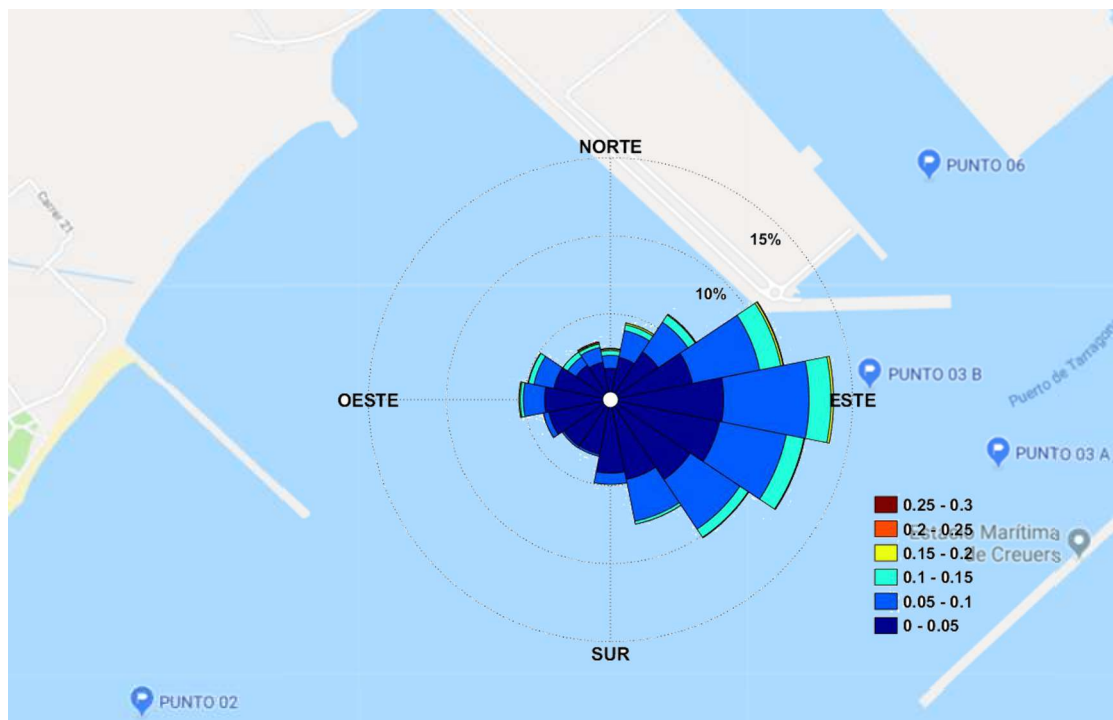 NORTE
15%
PUNTO 06
Carrer 21
10%
PUNTO 03 B
OESTE
ESTE
Puerto de Tarragon
PUNTO 03 A
0.25 - 0.3
0.2 - 0.25
Estació Marítima
0.15 - 0.2
de Creuers
0.1 - 0.15
0.05 - 0.1
0 - 0.05
SUR
PUNTO 02